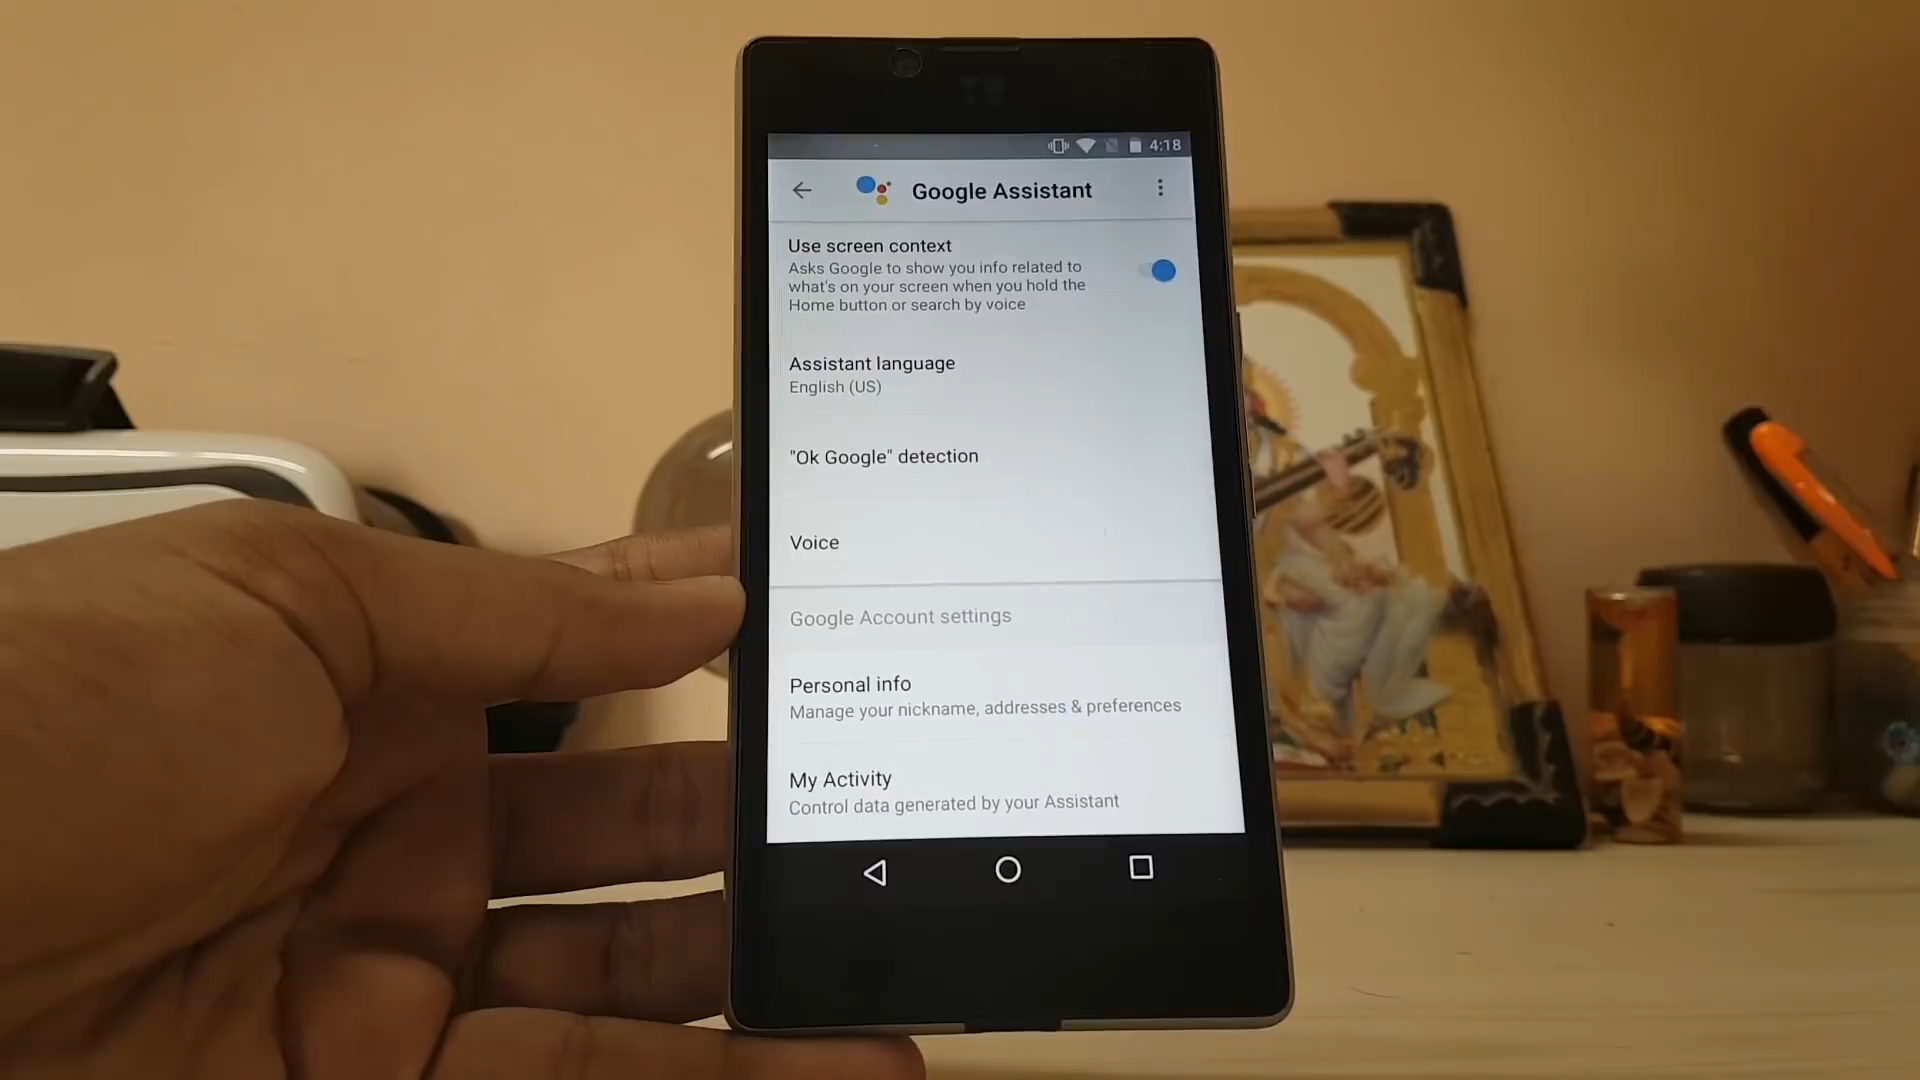 4:18
Google Assistant
Use screen context
Asks Google to show you info related to
what's on your screen when you hold the
Home button or search by voice
Assistant language
English (US)
"Ok Google" detection
Voice
Google Account settings
Personal info
Manage your nickname, addresses & preferences
My Activity
Control data generated by your Assistant